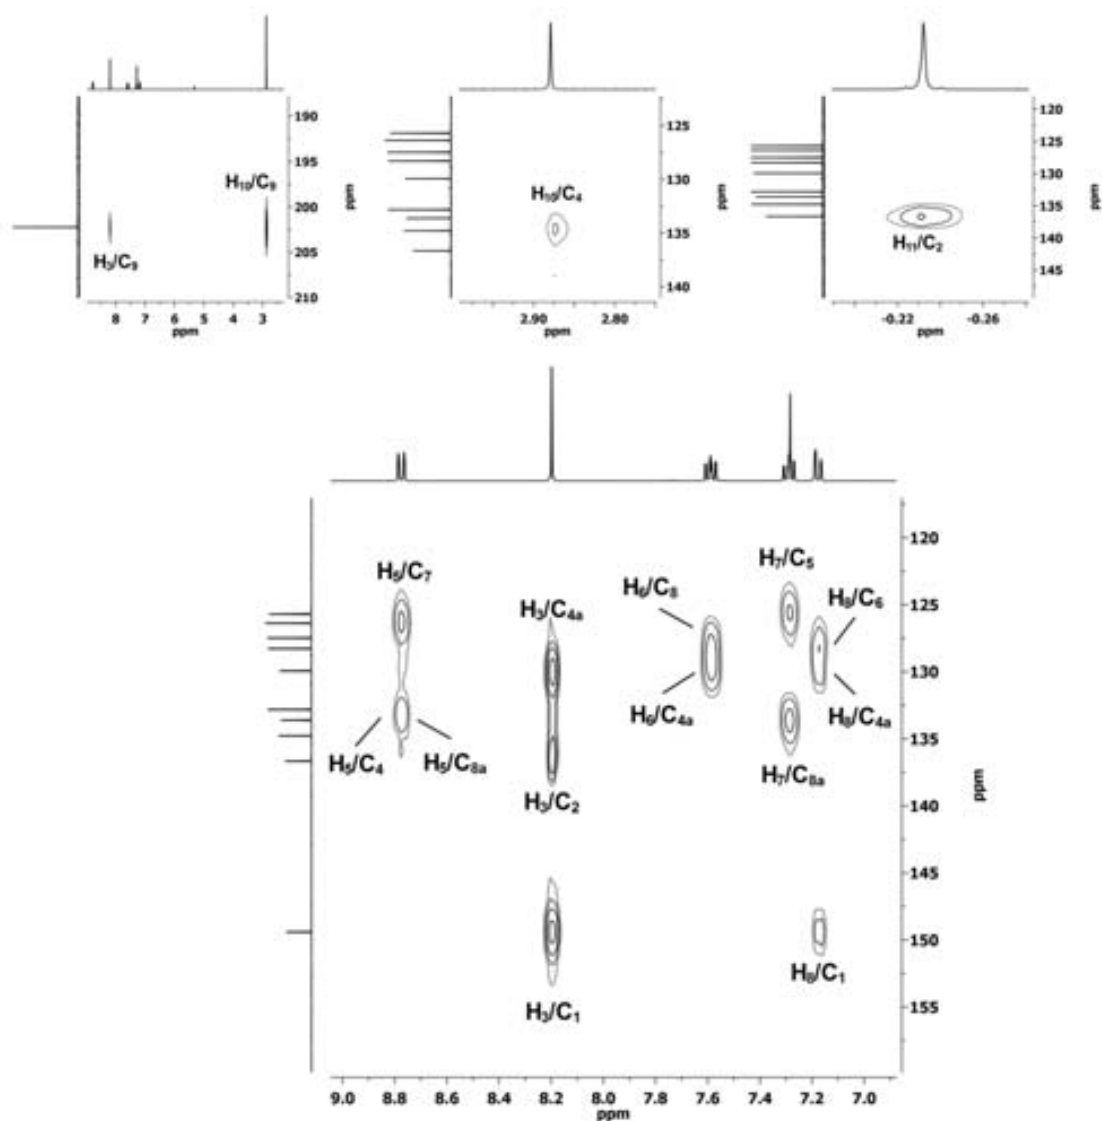 190
195
200
205
210
ppm
H₁₀/C₉
H₃/C₉
8 7 6 5 4 3
ppm
125
130
135
140
ppm
H₁₀/C₄
2.90 2.80
ppm
120
125
130
135
140
145
ppm
H₁₁/C₂
-0.22 -0.26
ppm
H₅/C₇
H₃/C₄ₐ
H₆/C₈
H₇/C₅
H₈/C₆
H₅/C₄
H₅/C₈ₐ
H₃/C₂
H₆/C₄ₐ
H₇/C₈ₐ
H₈/C₄ₐ
H₃/C₁
H₈/C₁
120
125
130
135
140
145
150
155
ppm
9.0 8.8 8.6 8.4 8.2 8.0 7.8 7.6 7.4 7.2 7.0
ppm